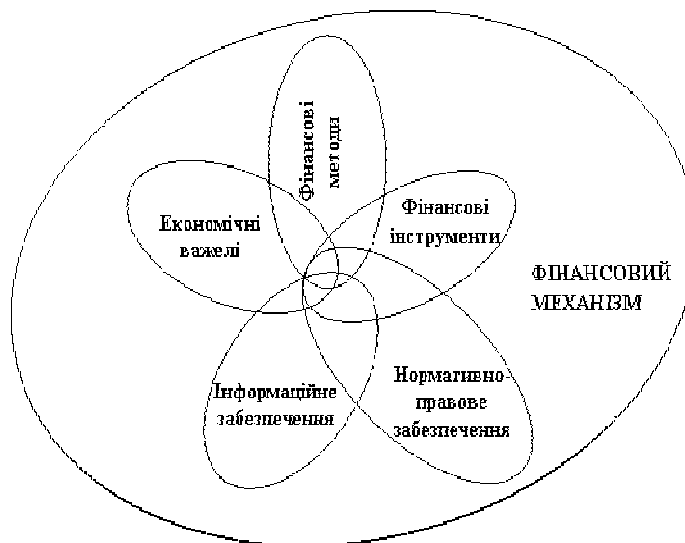 Фінансові
методи
Економічні
важелі
Фінансові
інструменти
ФІНАНСОВИЙ
МЕХАНІЗМ
Інформаційне
забезпечення
Нормативно-
правове
забезпечення